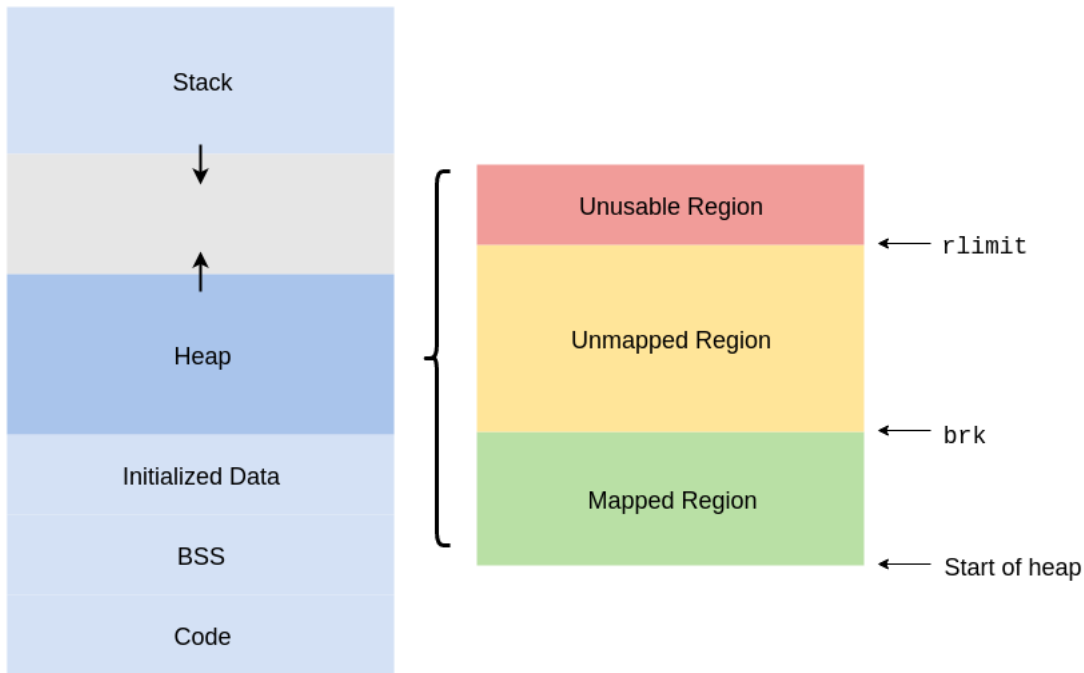 Stack
Heap
Initialized Data
BSS
Code
Unusable Region
Unmapped Region
Mapped Region
rlimit
brk
Start of heap